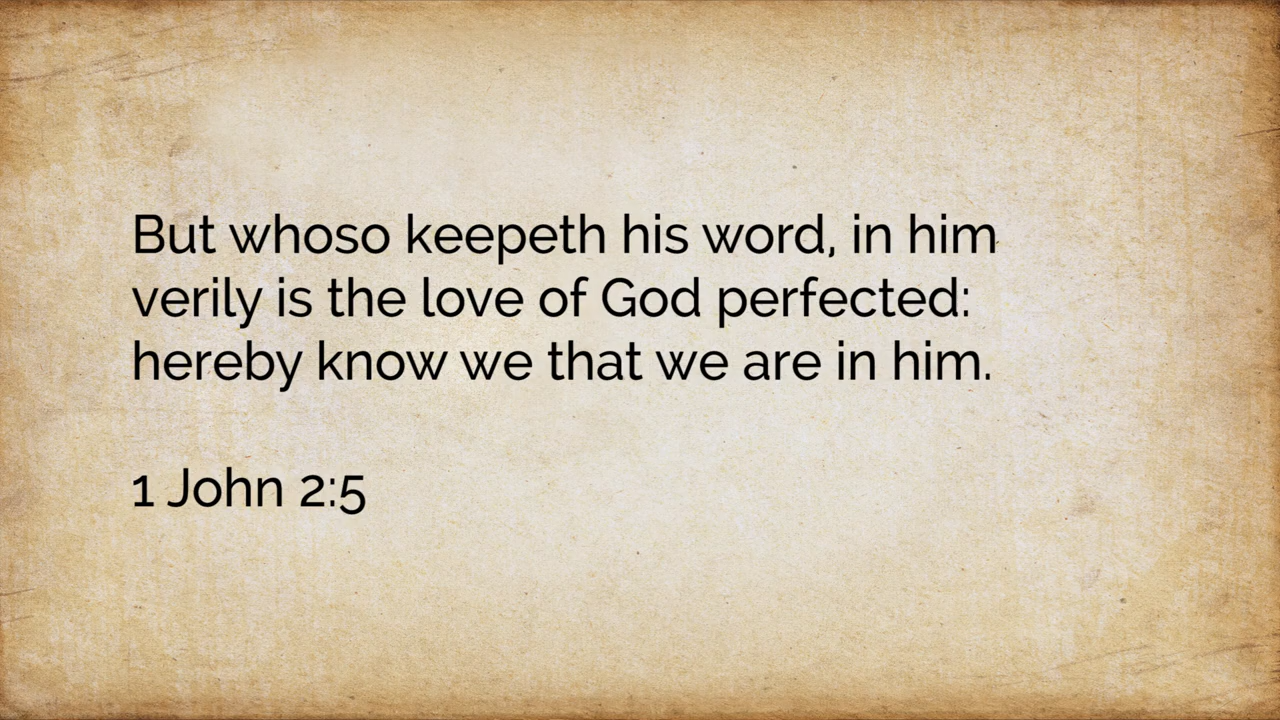 But whoso keepeth his word, in him
verily is the love of God perfected:
hereby know we that we are in him.
1 John 2:5